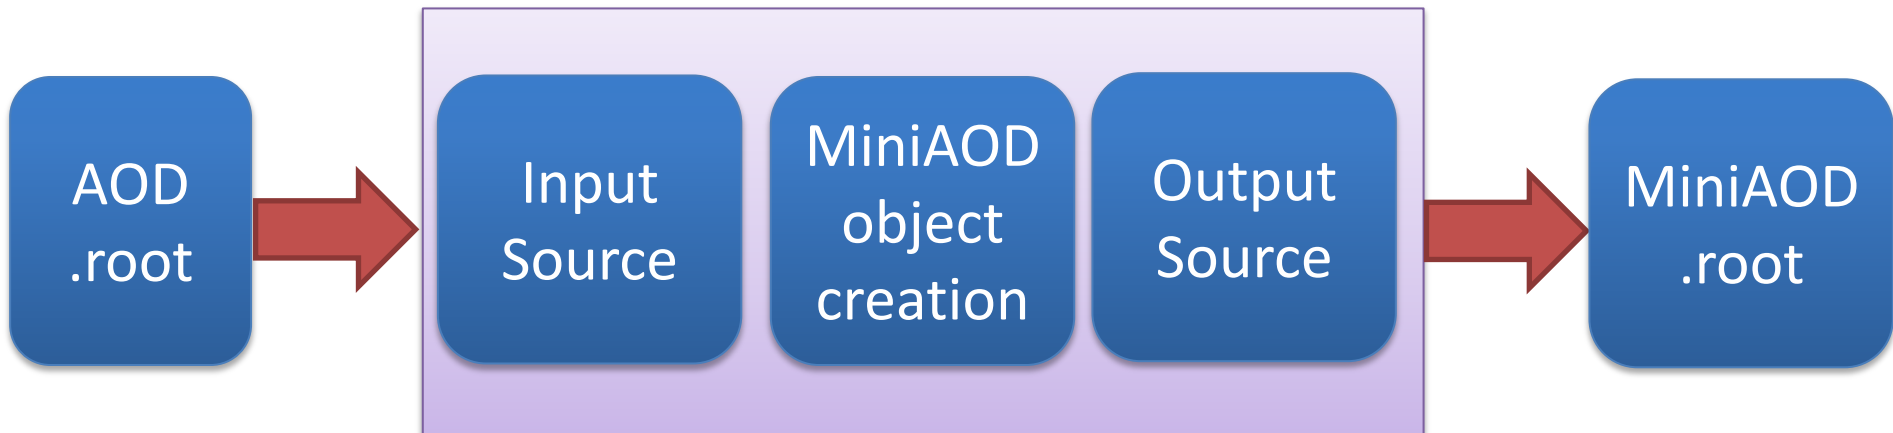 AOD
.root
Input
Source
MiniAOD
object
creation
Output
Source
MiniAOD
.root